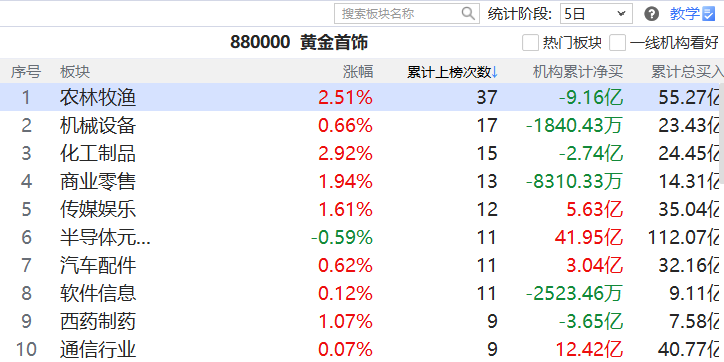 搜索板块名称 统计阶段: 5日 ? 教学
880000 黄金首饰 热门板块 一线机构看好
序号 板块 涨幅 累计上榜次数↓ 机构累计净买 累计总买入
1 农林牧渔 2.51% 37 -9.16亿 55.27亿
2 机械设备 0.66% 17 -1840.43万 23.43亿
3 化工制品 2.92% 15 -2.74亿 24.45亿
4 商业零售 1.94% 13 -8310.33万 14.31亿
5 传媒娱乐 1.61% 12 5.63亿 35.04亿
6 半导体元... -0.59% 11 41.95亿 112.07亿
7 汽车配件 0.62% 11 3.04亿 32.16亿
8 软件信息 0.12% 11 -2523.46万 9.11亿
9 西药制药 1.07% 9 -3.65亿 7.58亿
10 通信行业 0.07% 9 12.42亿 40.77亿